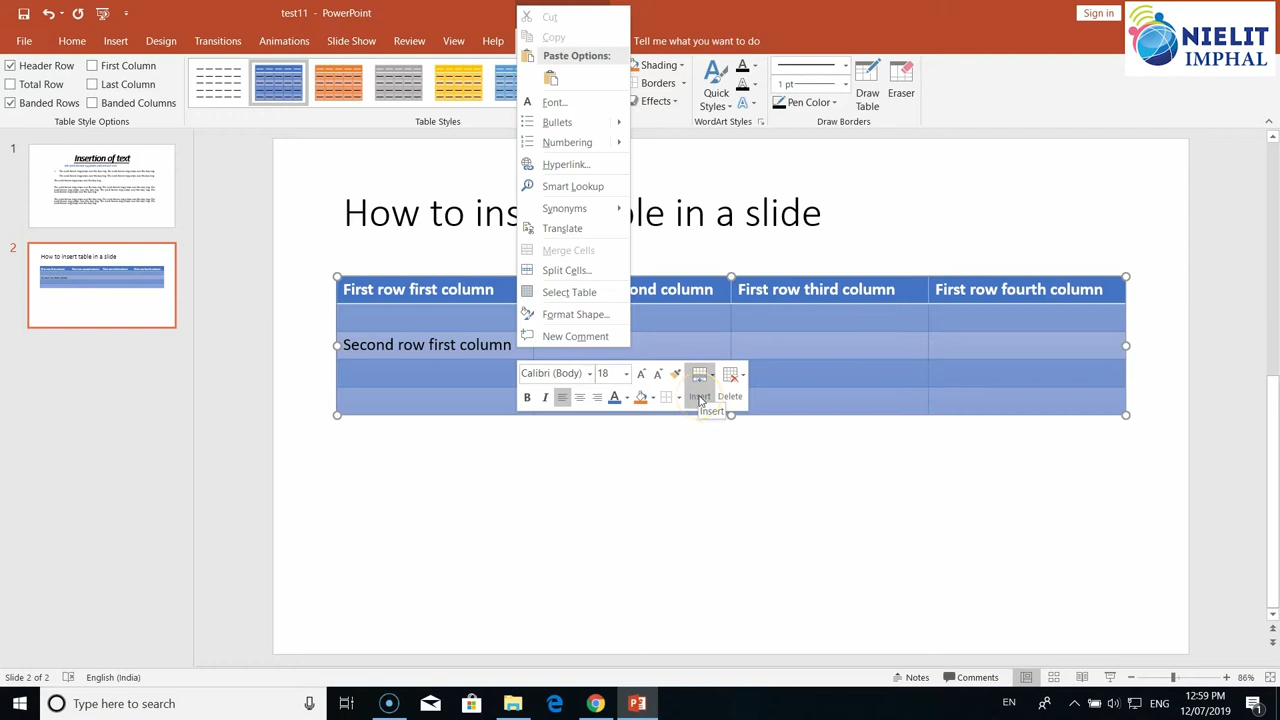 test11 - PowerPoint
Sign in
NIELIT
IMPHAL
File
Home
Insert
Design
Transitions
Animations
Slide Show
Review
View
Help
Tell me what you want to do
Header Row
First Column
Total Row
Last Column
Banded Rows
Banded Columns
Table Style Options
Table Styles
Shading
Borders
Effects
Quick
Styles
WordArt Styles
1 pt
Pen Color
Draw
Table
Eraser
Draw Borders
Cut
Copy
Paste Options:
Font...
Bullets
Numbering
Hyperlink...
Smart Lookup
Synonyms
Translate
Merge Cells
Split Cells...
Select Table
Format Shape...
New Comment
Calibri (Body)
18
B
I
Insert
Delete
Insert
1
Insertion of text
2
How to insert table in a slide
How to ins
le in a slide
First row first column
ond column
First row third column
First row fourth column
Second row first column
Slide 2 of 2
English (India)
Notes
Comments
86%
Type here to search
EN
ENG
12:59 PM
12/07/2019
1